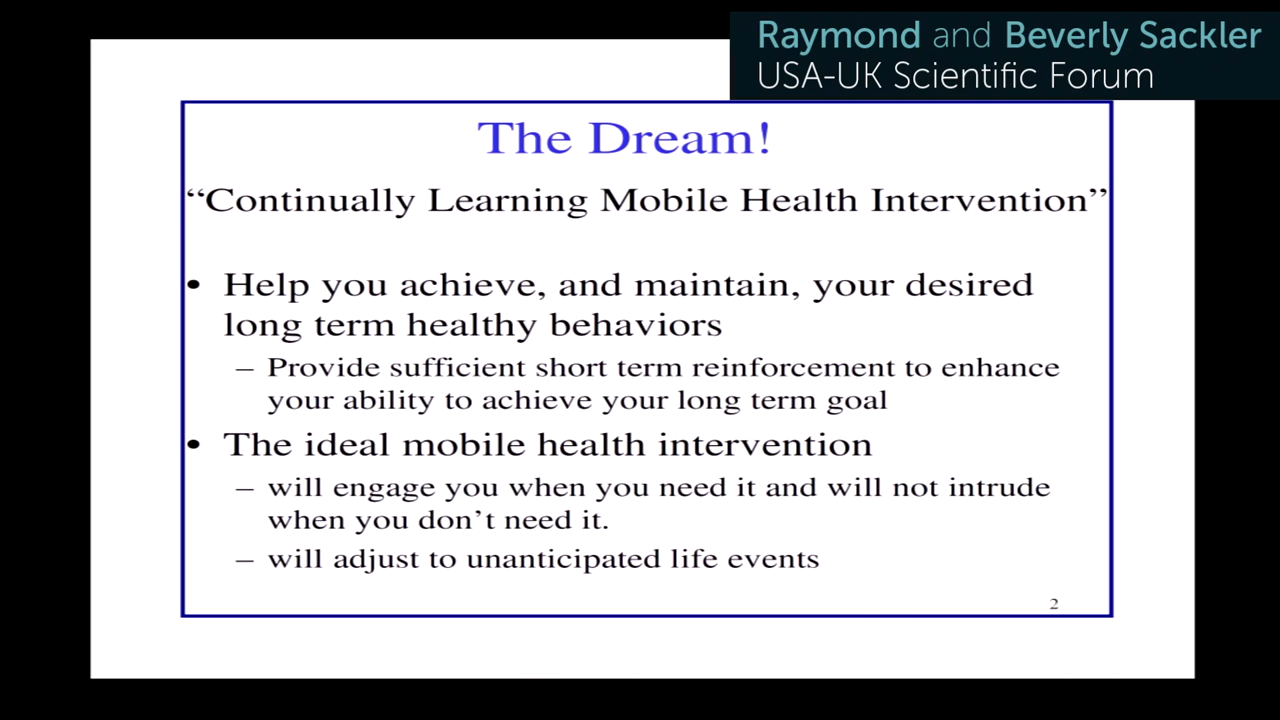 Raymond and Beverly Sackler
USA-UK Scientific Forum
The Dream!
“Continually Learning Mobile Health Intervention”
• Help you achieve, and maintain, your desired
long term healthy behaviors
– Provide sufficient short term reinforcement to enhance
your ability to achieve your long term goal
• The ideal mobile health intervention
– will engage you when you need it and will not intrude
when you don’t need it.
– will adjust to unanticipated life events
2